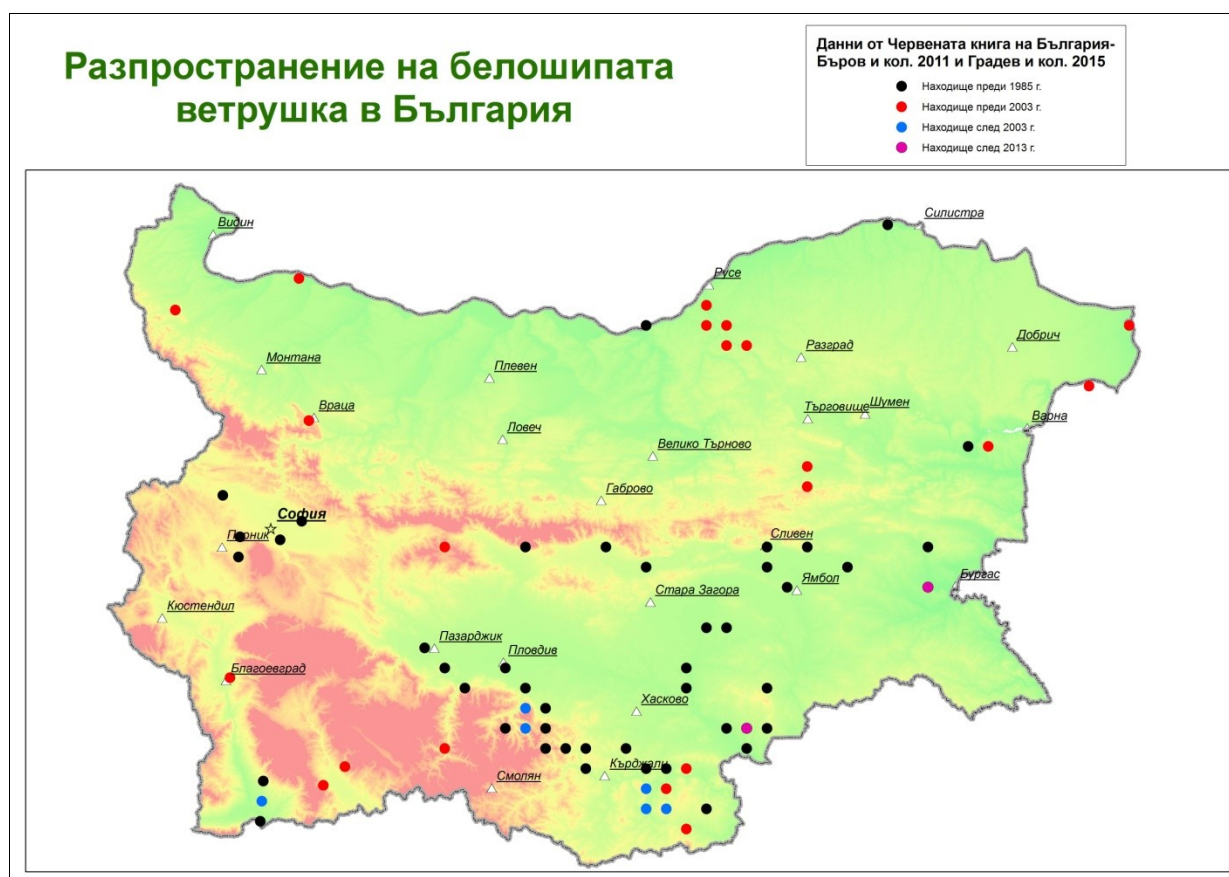 Разпространение на белошипата
ветрушка в България
Данни от Червената книга на България-
Бъров и кол. 2011 и Градев и кол. 2015
Находище преди 1985 г.
Находище преди 2003 г.
Находище след 2003 г.
Находище след 2013 г.
Видин
Силистра
Русе
Монтана
Плевен
Разград
Добрич
Враца
Ловеч
Търговище
Шумен
Варна
Велико Търново
Габрово
София
Перник
Сливен
Ямбол
Бургас
Кюстендил
Стара Загора
Пазарджик
Пловдив
Благоевград
Хасково
Смолян
Кърджали